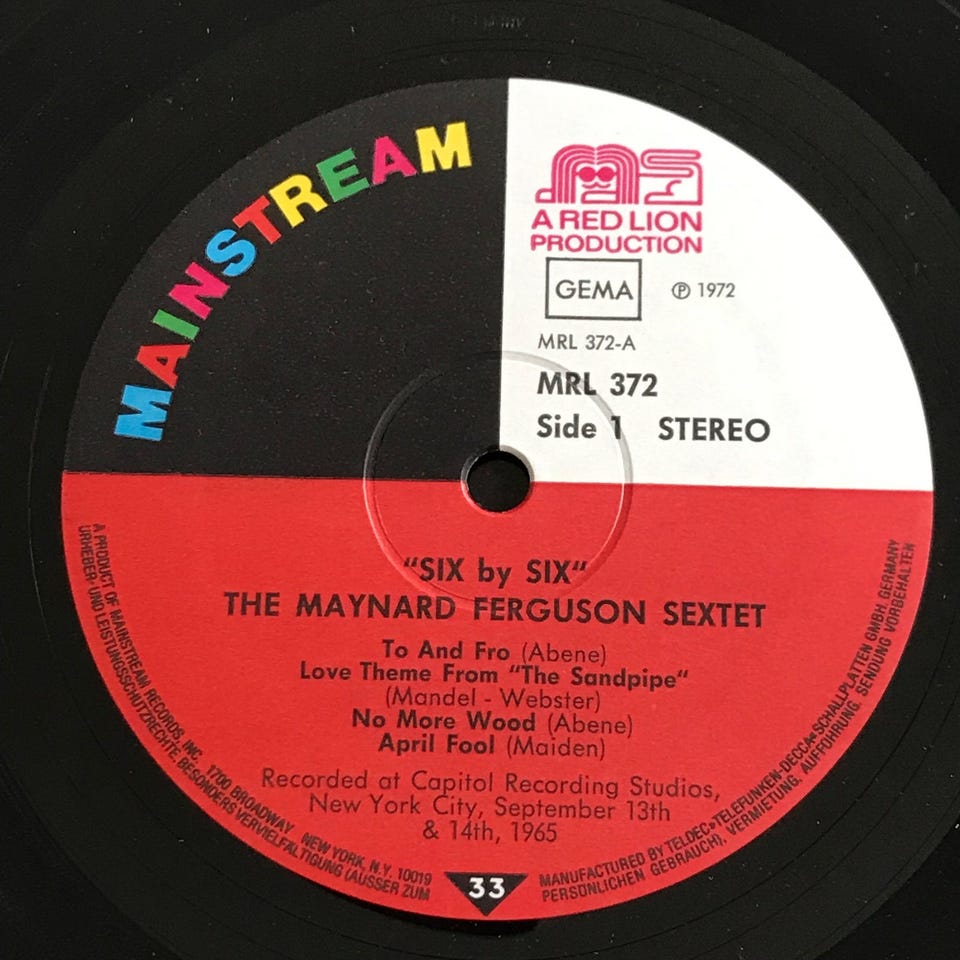 MAINSTREAM
A RED LION
PRODUCTION
GEMA
℗ 1972
MRL 372-A
MRL 372
Side 1 STEREO
"SIX by SIX"
THE MAYNARD FERGUSON SEXTET
To And Fro (Abene)
Love Theme From "The Sandpipe"
(Mandel - Webster)
No More Wood (Abene)
April Fool (Maiden)
Recorded at Capitol Recording Studios,
New York City, September 13th
& 14th, 1965
33
A PRODUCT OF MAINSTREAM RECORDS, INC. 1700 BROADWAY NEW YORK, N.Y. 10019
MANUFACTURED BY TELDEC »TELEFUNKEN-DECCA« SCHALLPLATTEN GMBH GERMANY
URHEBER- UND LEISTUNGSSCHUTZRECHTE BESONDERS VERVIELFÄLTIGUNG (AUSSER ZUM
PERSÖNLICHEN GEBRAUCH), VERMIETUNG, AUFFÜHRUNG, SENDUNG VORBEHALTEN